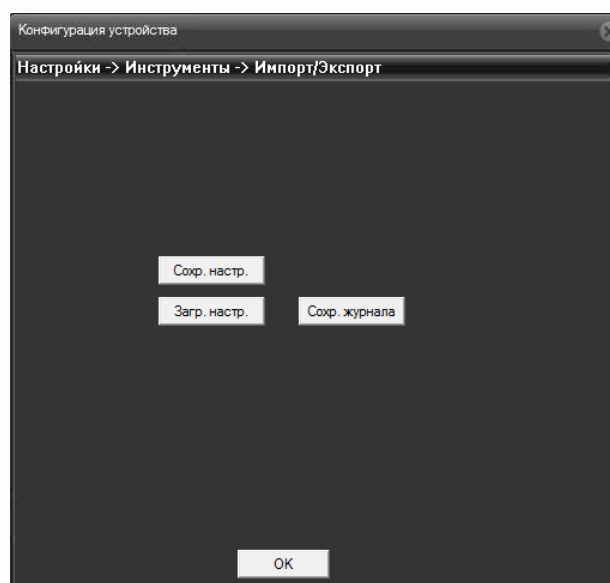 Конфигурация устройства
Настройки -> Инструменты -> Импорт/Экспорт
Сохр. настр.
Загр. настр.
Сохр. журнала
OK